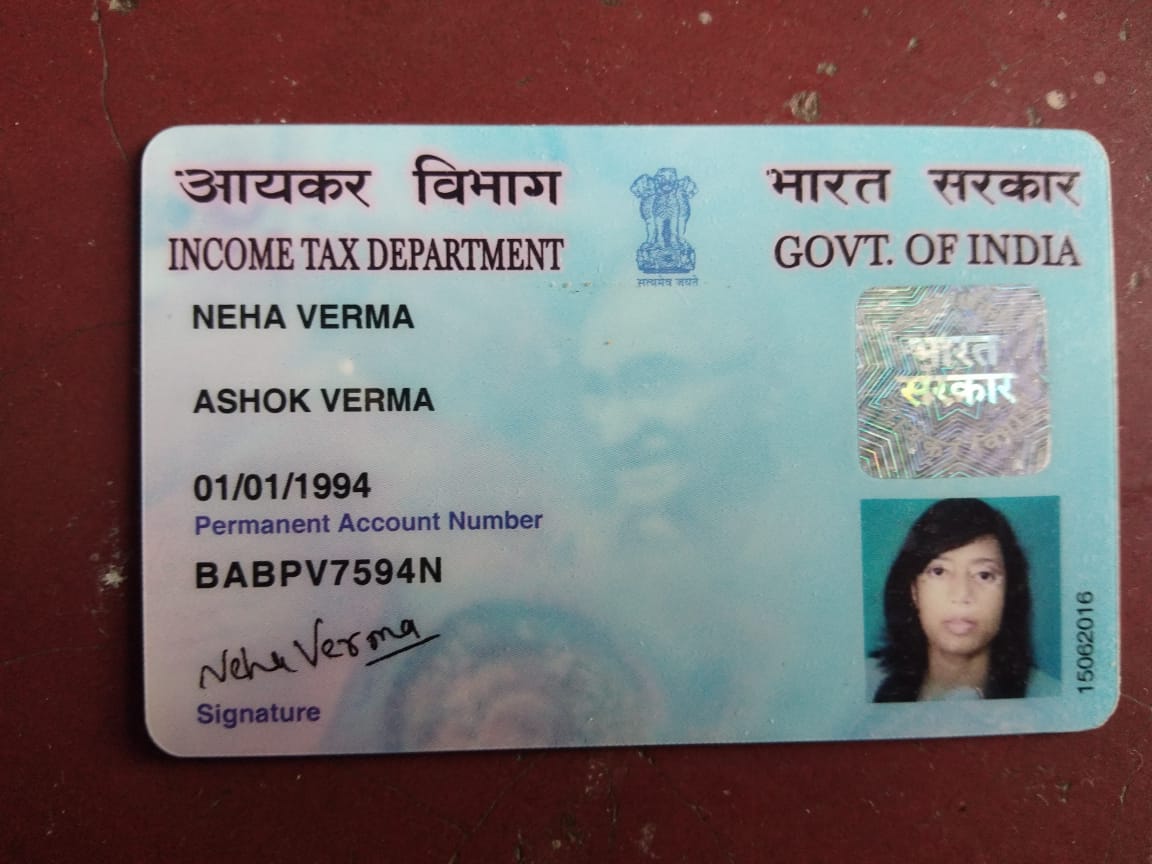 आयकर विभाग
INCOME TAX DEPARTMENT
सत्यमेव जयते
भारत सरकार
GOVT. OF INDIA
NEHA VERMA
ASHOK VERMA
01/01/1994
Permanent Account Number
BABPV7594N
Neha Verma
Signature
भारत
सरकार
15062016